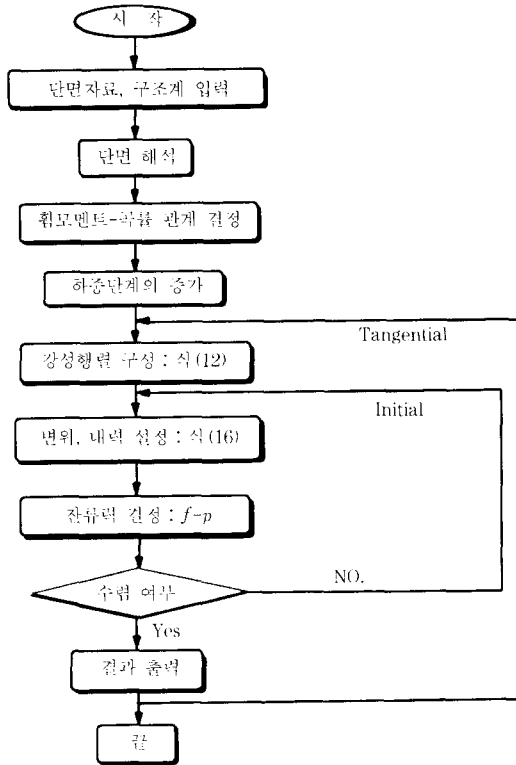 시 작
단면자료, 구조계 입력
단면 해석
휨모멘트-곡률 관계 결정
하중단계의 증가
Tangential
강성행렬 구성 : 식(12)
Initial
변위, 내력 설정 : 식(16)
잔류력 결정 : f-p
수렴 여부
NO.
Yes
결과 출력
끝